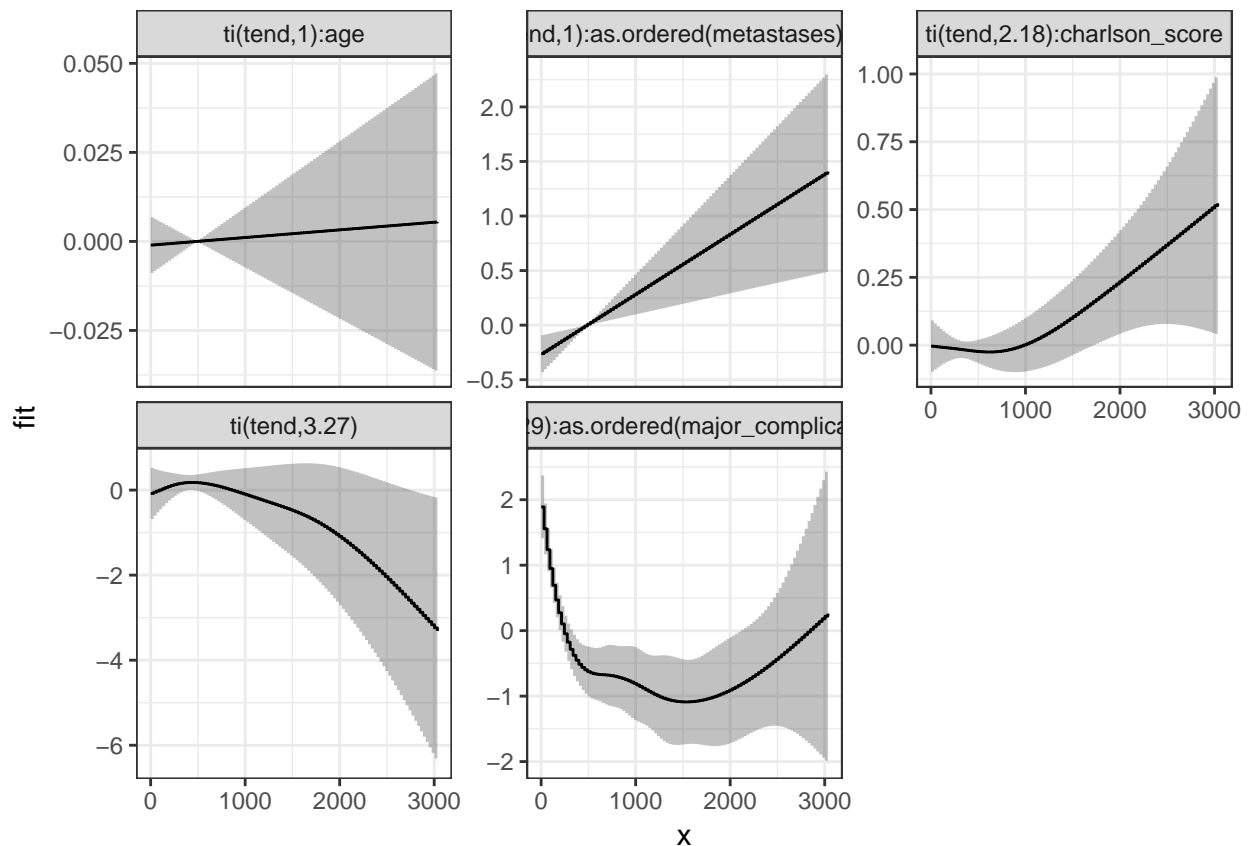 ti(tend,1):age
nd,1):as.ordered(metastases)
ti(tend,2.18):charlson_score
0.050
0.025
0.000
−0.025
2.0
1.5
1.0
0.5
0.0
−0.5
1.00
0.75
0.50
0.25
0.00
0 1000 2000 3000
fit
ti(tend,3.27)
29):as.ordered(major_complica
0
−2
−4
−6
2
1
0
−1
−2
0 1000 2000 3000
0 1000 2000 3000
x